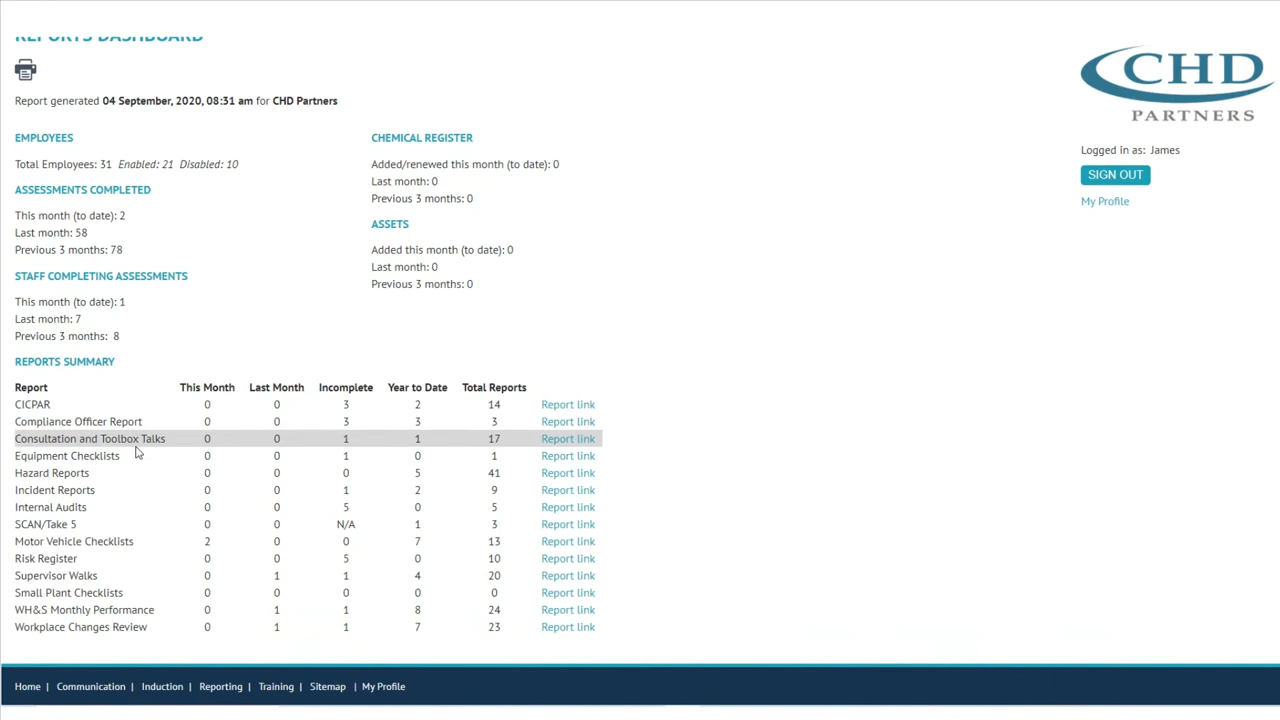 REPORTS DASHBOARD
CHD
PARTNERS
Report generated 04 September, 2020, 08:31 am for CHD Partners
Logged in as: James
SIGN OUT
My Profile
EMPLOYEES
Total Employees: 31 Enabled: 21 Disabled: 10
ASSESSMENTS COMPLETED
This month (to date): 2
Last month: 58
Previous 3 months: 78
STAFF COMPLETING ASSESSMENTS
This month (to date): 1
Last month: 7
Previous 3 months: 8
CHEMICAL REGISTER
Added/renewed this month (to date): 0
Last month: 0
Previous 3 months: 0
ASSETS
Added this month (to date): 0
Last month: 0
Previous 3 months: 0
REPORTS SUMMARY
Report This Month Last Month Incomplete Year to Date Total Reports
CICPAR 0 0 3 2 14 Report link
Compliance Officer Report 0 0 3 3 3 Report link
Consultation and Toolbox Talks 0 0 1 1 17 Report link
Equipment Checklists 0 0 1 0 1 Report link
Hazard Reports 0 0 0 5 41 Report link
Incident Reports 0 0 1 2 9 Report link
Internal Audits 0 0 5 0 5 Report link
SCAN/Take 5 0 0 N/A 1 3 Report link
Motor Vehicle Checklists 2 0 0 7 13 Report link
Risk Register 0 0 5 0 10 Report link
Supervisor Walks 0 1 1 4 20 Report link
Small Plant Checklists 0 0 0 0 0 Report link
WH&S Monthly Performance 0 1 1 8 24 Report link
Workplace Changes Review 0 1 1 7 23 Report link
Home | Communication | Induction | Reporting | Training | Sitemap | My Profile